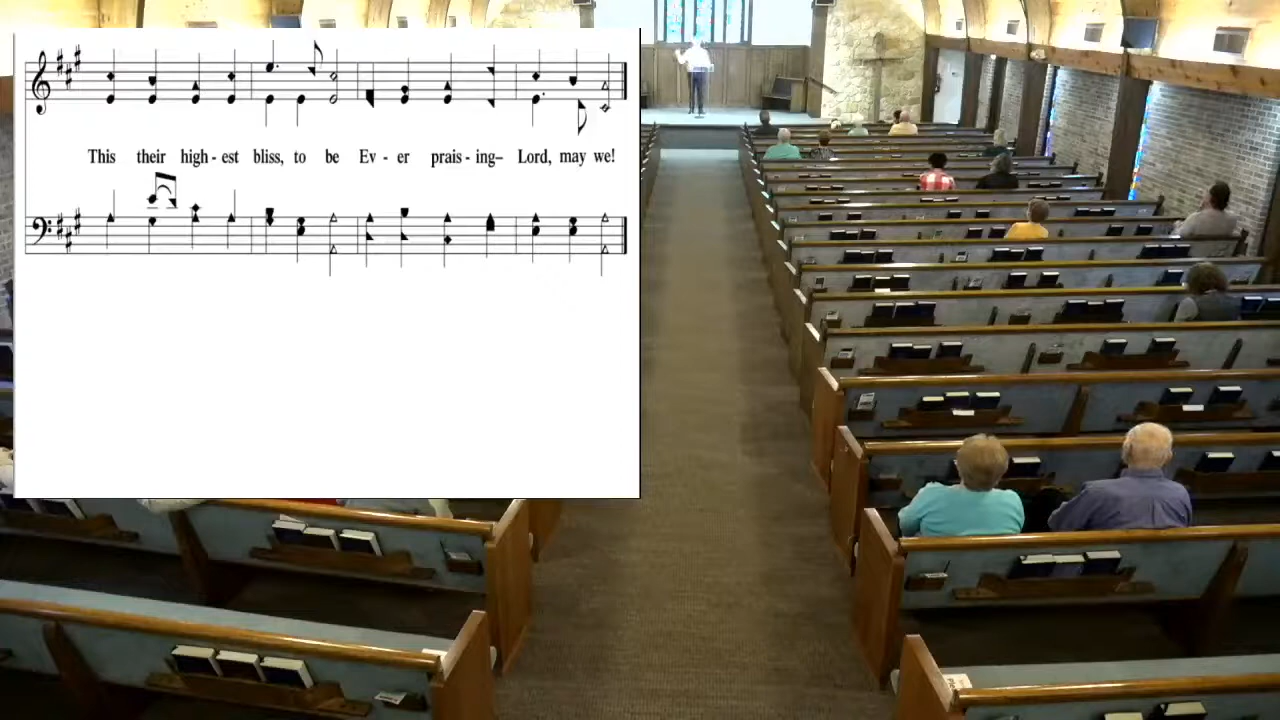 This their high - est bliss, to be Ev - er prais - ing– Lord, may we!